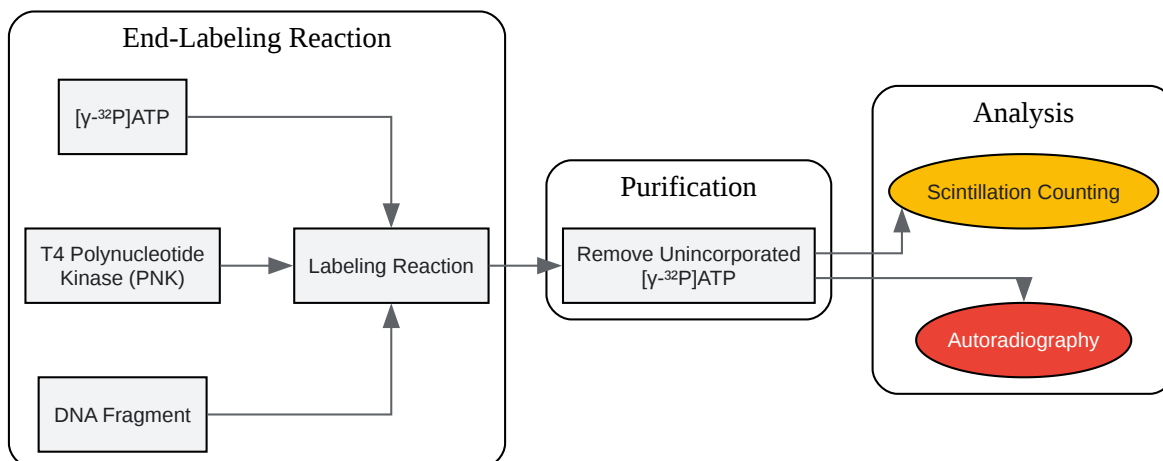 End-Labeling Reaction
[γ-³²P]ATP
T4 Polynucleotide
Kinase (PNK)
Labeling Reaction
DNA Fragment
Purification
Remove Unincorporated
[γ-³²P]ATP
Analysis
Scintillation Counting
Autoradiography